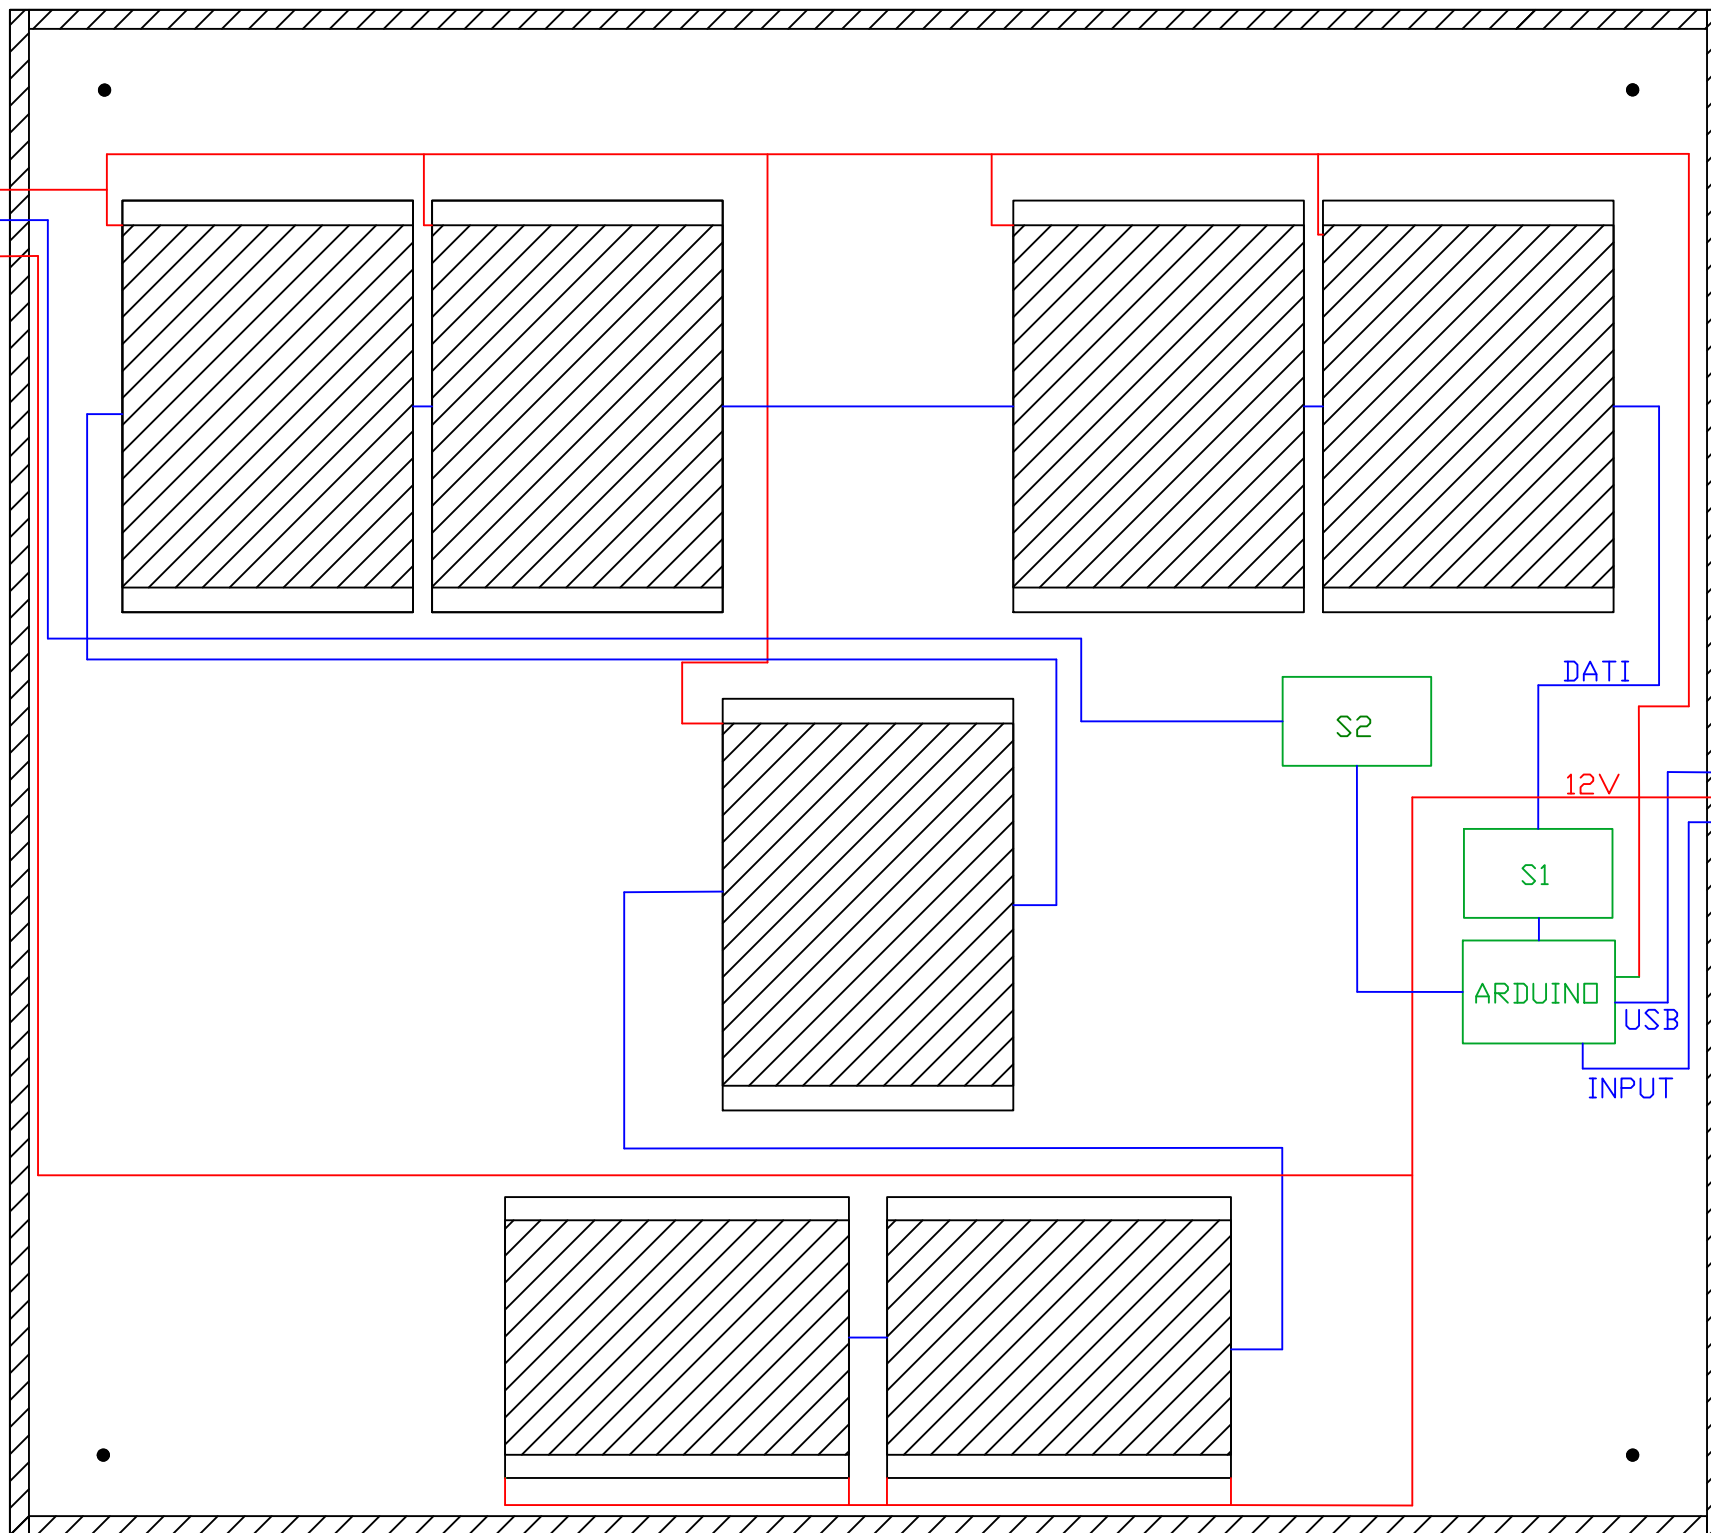 DATI
S2
12V
S1
ARDUINO
USB
INPUT